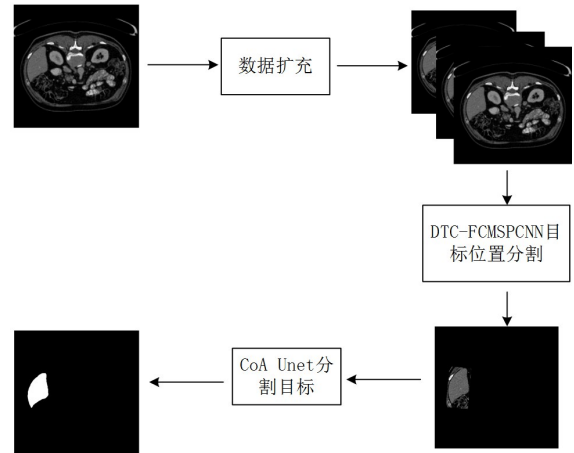 数据扩充
DTC-FCMSPCNN目
标位置分割
CoA Unet分
割目标